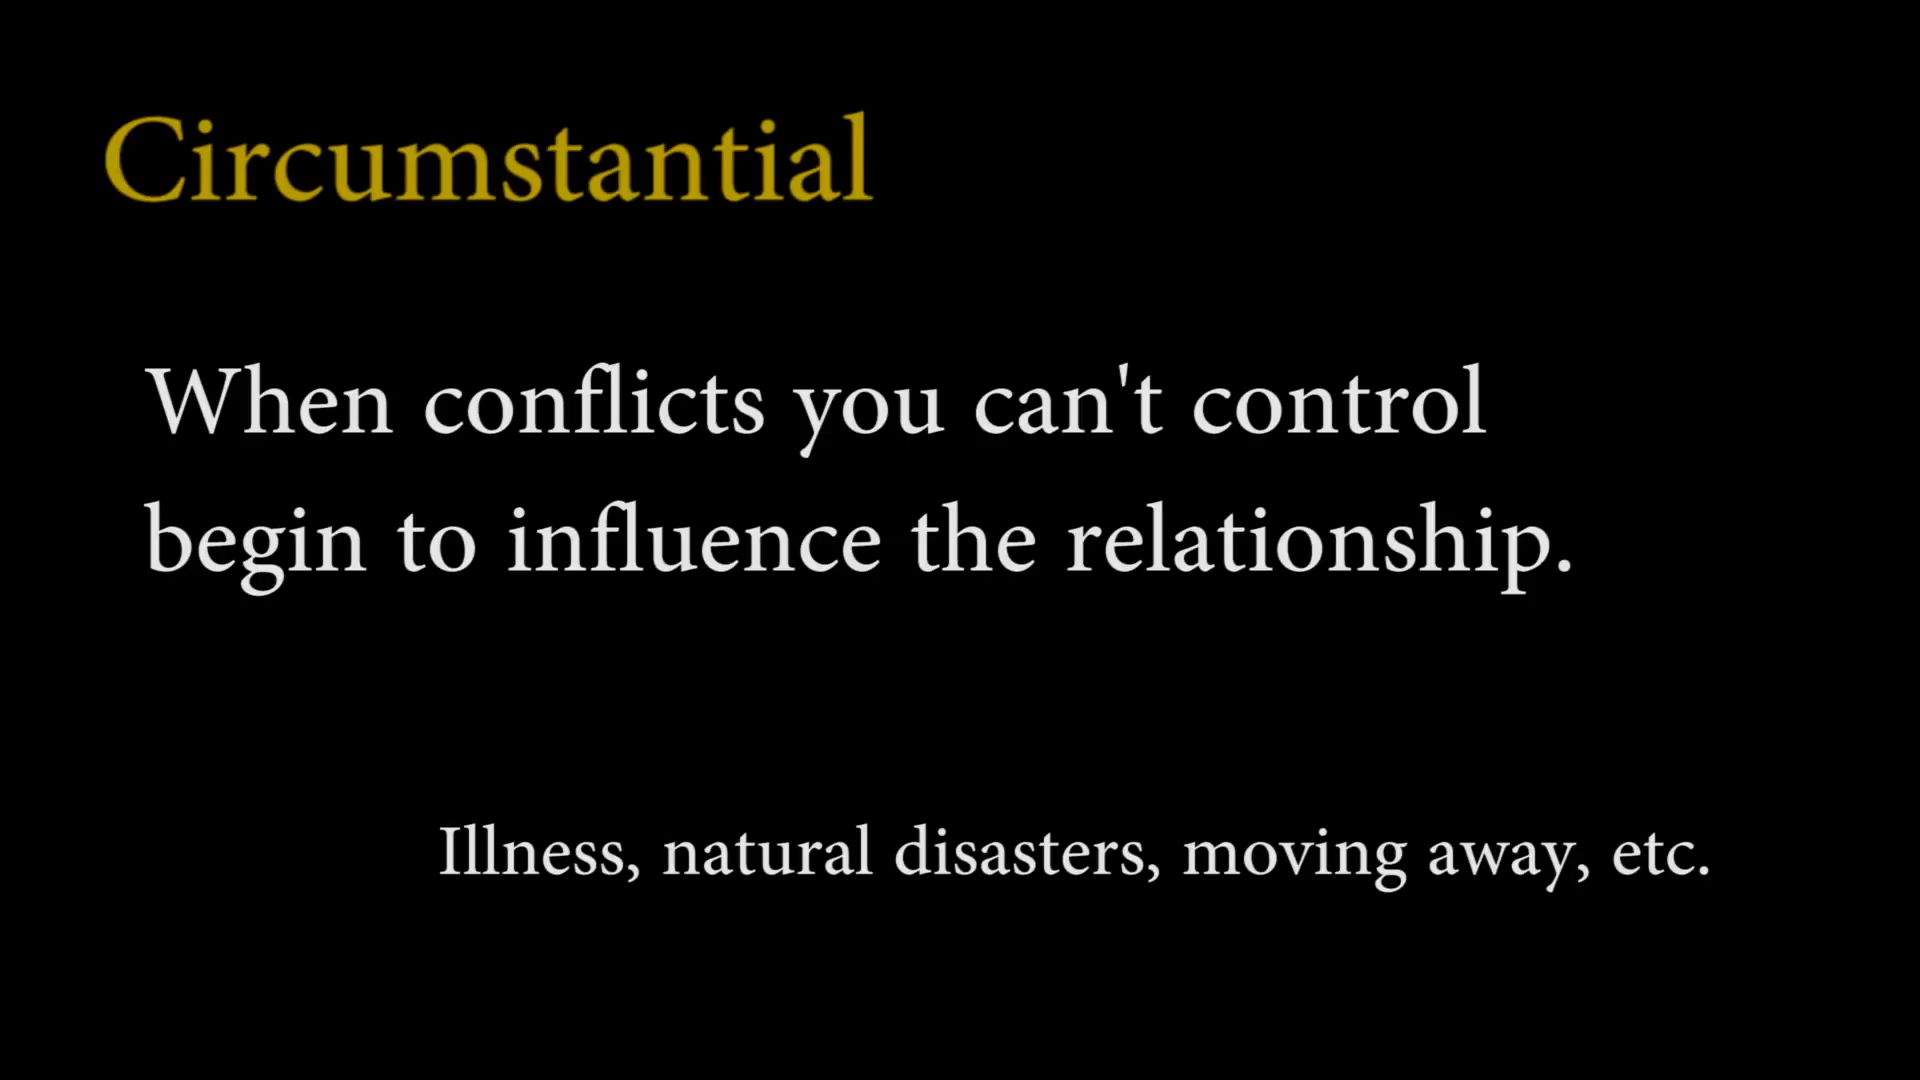 Circumstantial
When conflicts you can't control
begin to influence the relationship.
Illness, natural disasters, moving away, etc.